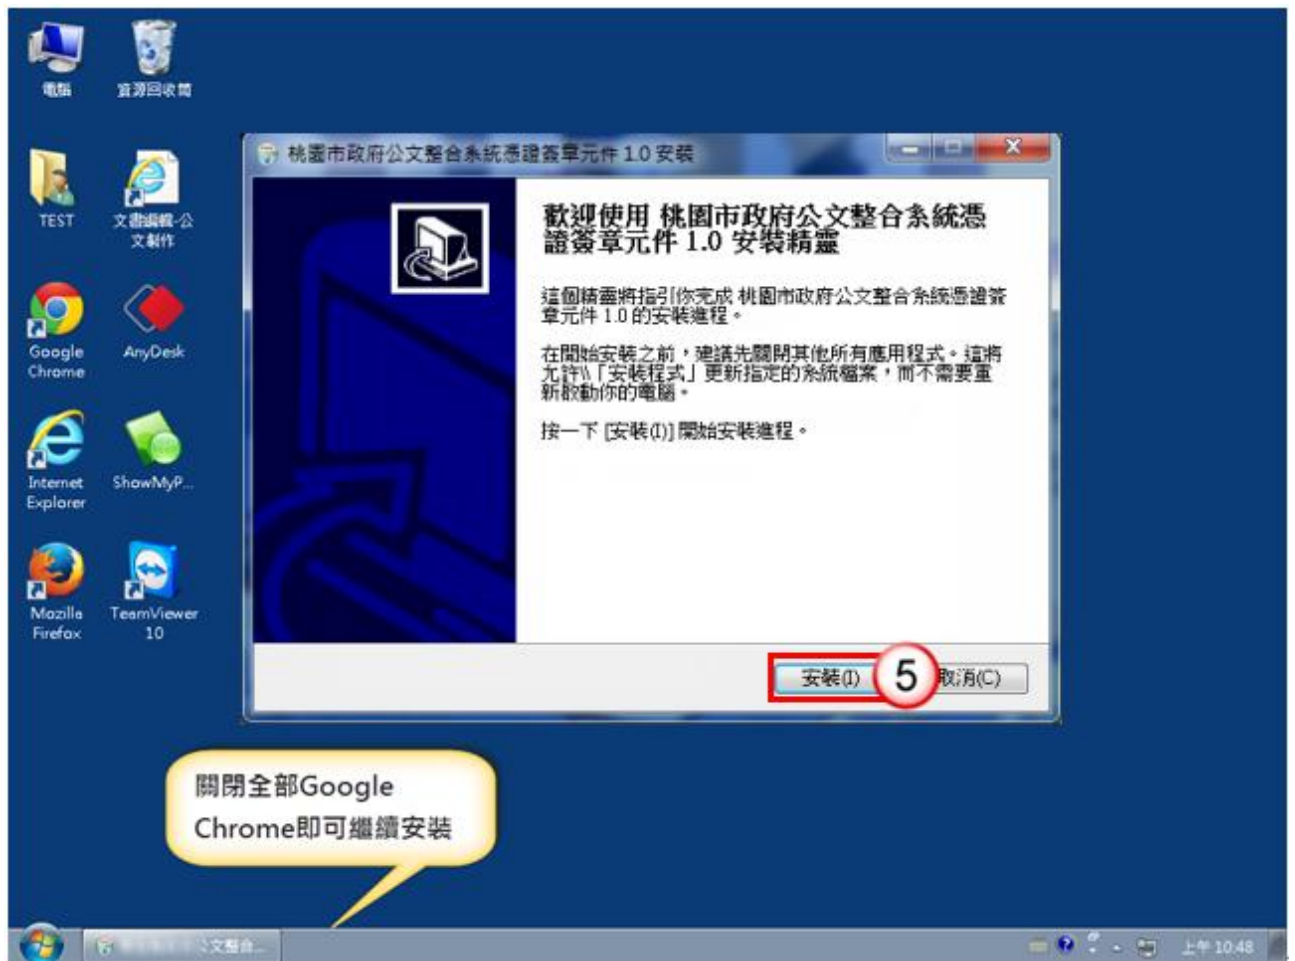 電腦
資源回收筒
TEST
文書編輯-公
文製作
Google
Chrome
AnyDesk
Internet
Explorer
ShowMyP...
Mozilla
Firefox
TeamViewer
10
桃園市政府公文整合系統憑證簽章元件 1.0 安裝
歡迎使用 桃園市政府公文整合系統憑
證簽章元件 1.0 安裝精靈
這個精靈將指引你完成 桃園市政府公文整合系統憑證簽
章元件 1.0 的安裝進程。
在開始安裝之前，建議先關閉其他所有應用程式。這將
允許\「安裝程式」更新指定的系統檔案，而不需要重
新啟動你的電腦。
按一下 [安裝(I)] 開始安裝進程。
安裝(I)
5
取消(C)
關閉全部Google
Chrome即可繼續安裝
公文整合...
上午 10:48